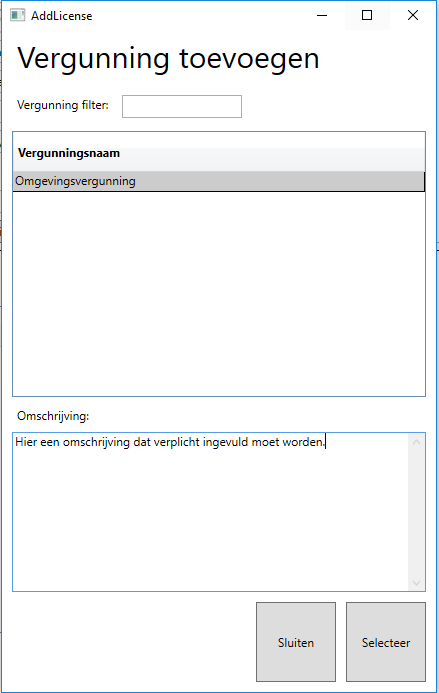 AddLicense
Vergunning toevoegen
Vergunning filter:
Vergunningsnaam
Omgevingsvergunning
Omschrijving:
Hier een omschrijving dat verplicht ingevuld moet worden.
Sluiten
Selecteer